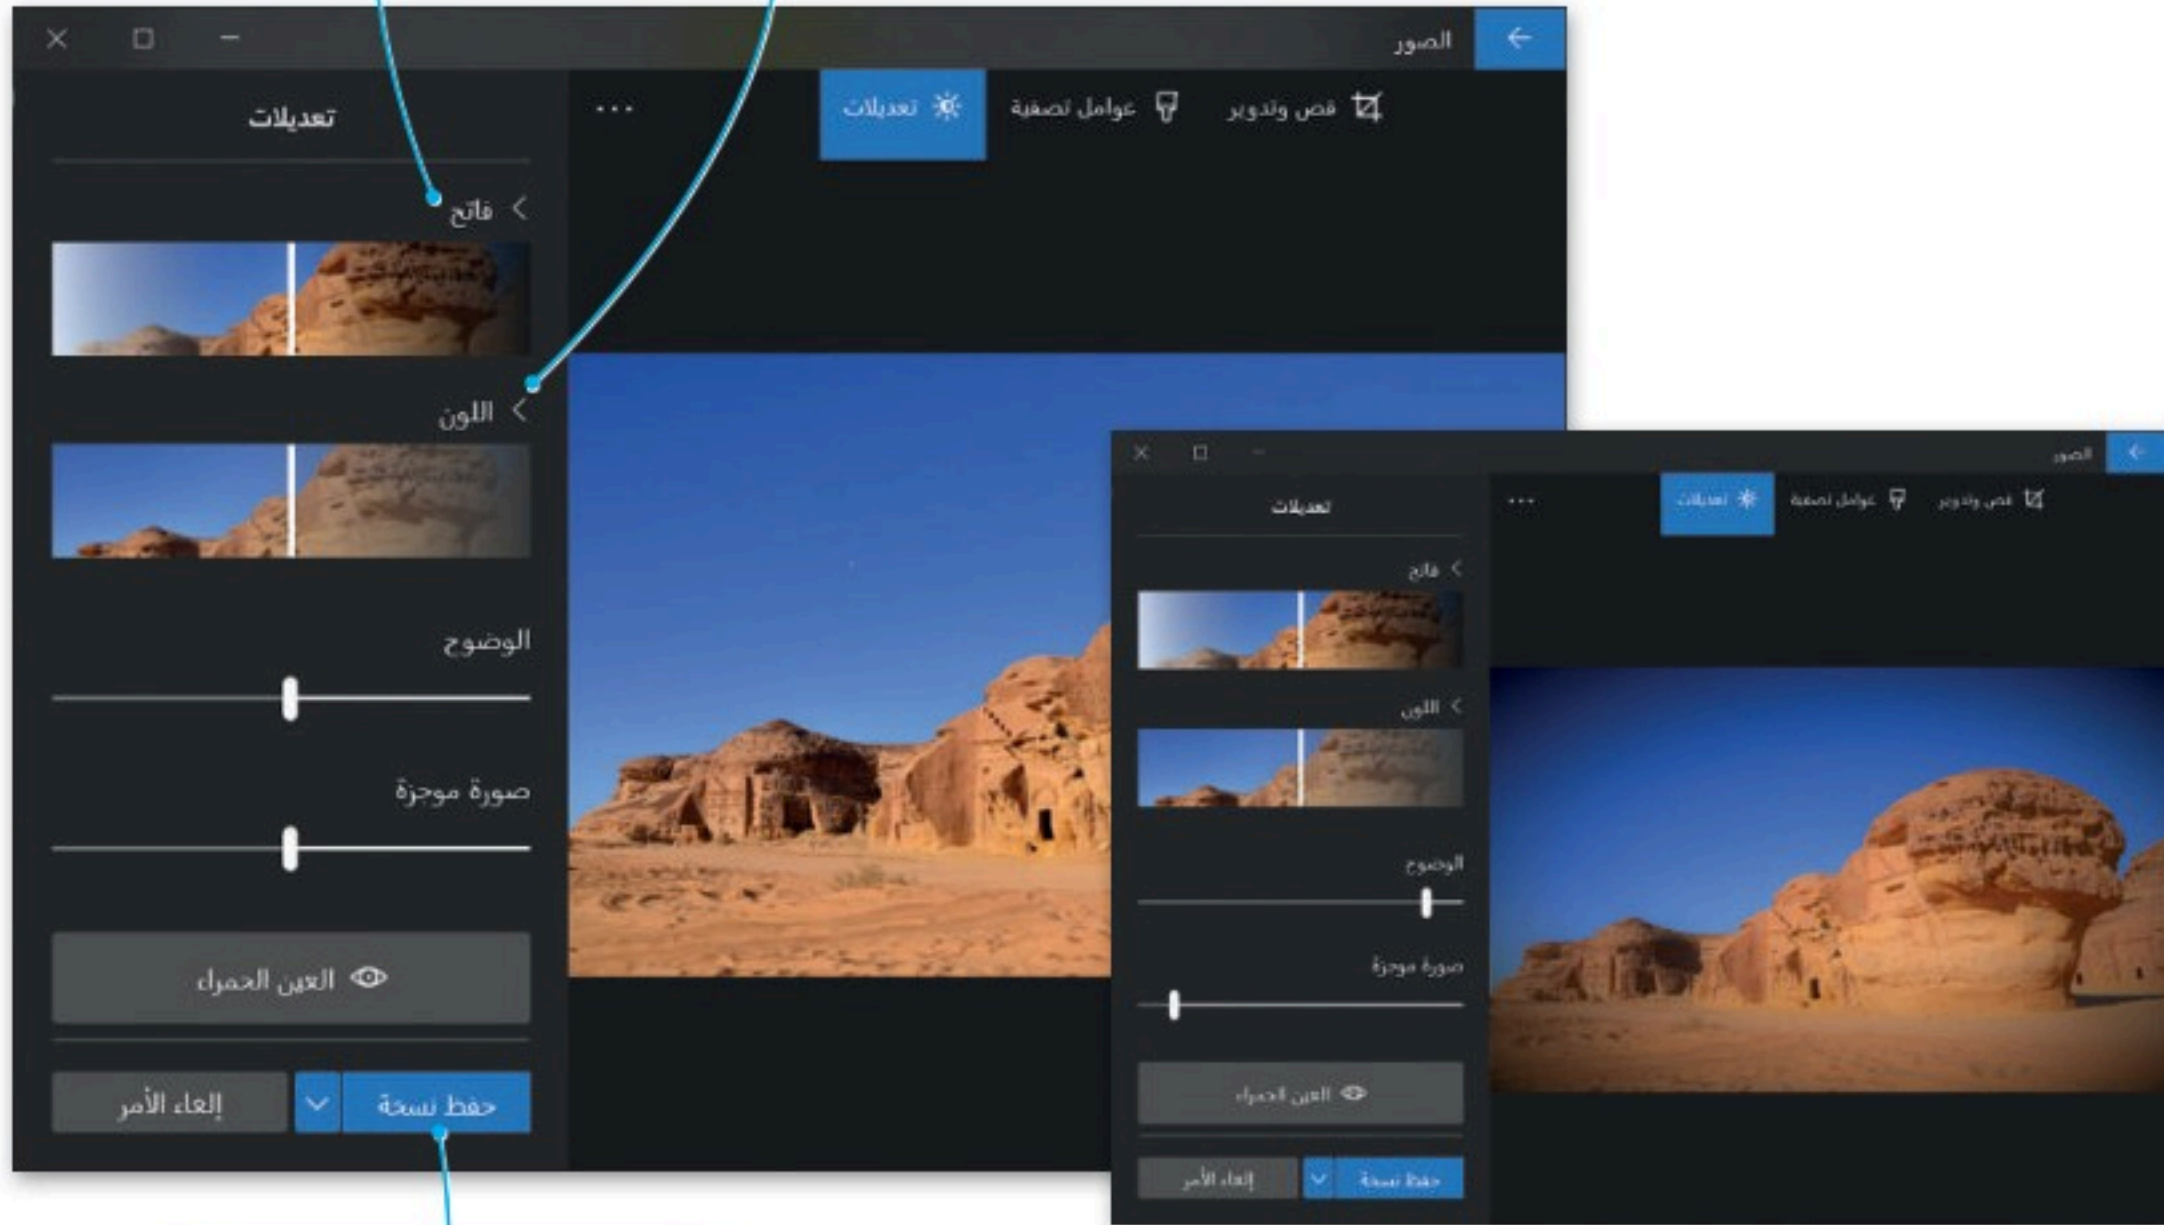 الصور
قص وتدوير
عوامل تصفية
تعديلات
تعديلات
فاتح
اللون
الوضوح
صورة موجزة
العين الحمراء
حفظ نسخة
إلغاء الأمر
الصور
قص وتدوير
عوامل تصفية
تعديلات
تعديلات
فاتح
اللون
الوضوح
صورة موجزة
العين الحمراء
حفظ نسخة
إلغاء الأمر